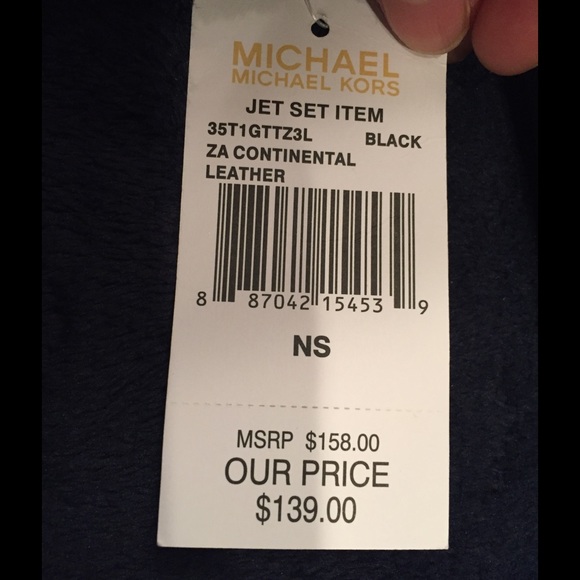 MICHAEL
MICHAEL KORS
JET SET ITEM
35T1GTTZ3L BLACK
ZA CONTINENTAL
LEATHER
8 87042 15453 9
NS
MSRP $158.00
OUR PRICE
$139.00